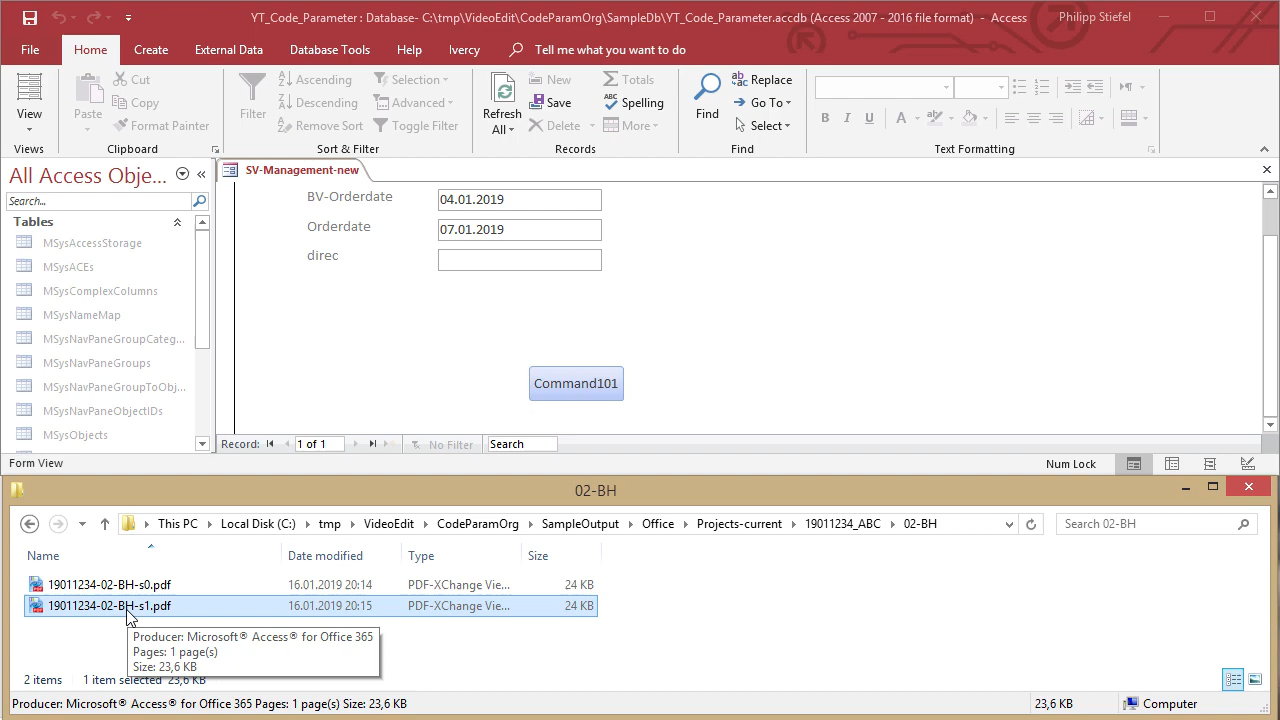 YT_Code_Parameter : Database- C:\tmp\VideoEdit\CodeParamOrg\SampleDb\YT_Code_Parameter.accdb (Access 2007 - 2016 file format) - Access
Philipp Stiefel
File Home Create External Data Database Tools Help Ivercy Tell me what you want to do
View
Views
Paste
Cut
Copy
Format Painter
Clipboard
Filter
Ascending
Descending
Selection
Advanced
Toggle Filter
Sort & Filter
Refresh
All
New
Save
Delete
Totals
Spelling
More
Records
Find
Replace
Go To
Select
Find
B I U A
Text Formatting
All Access Obje...
Search...
Tables
MSysAccessStorage
MSysACEs
MSysComplexColumns
MSysNameMap
MSysNavPaneGroupCateg...
MSysNavPaneGroups
MSysNavPaneGroupToObj...
MSysNavPaneObjectIDs
MSysObjects
SV-Management-new
BV-Orderdate 04.01.2019
Orderdate 07.01.2019
direc
Command101
Record: 1 of 1 No Filter Search
Form View
Num Lock
02-BH
This PC Local Disk (C:) tmp VideoEdit CodeParamOrg SampleOutput Office Projects-current 19011234_ABC 02-BH
Search 02-BH
Name Date modified Type Size
19011234-02-BH-s0.pdf 16.01.2019 20:14 PDF-XChange Vie... 24 KB
19011234-02-BH-s1.pdf 16.01.2019 20:15 PDF-XChange Vie... 24 KB
Producer: Microsoft® Access® for Office 365
Pages: 1 page(s)
Size: 23,6 KB
2 items 1 item selected 23,6 KB
Producer: Microsoft® Access® for Office 365 Pages: 1 page(s) Size: 23,6 KB
23,6 KB
Computer